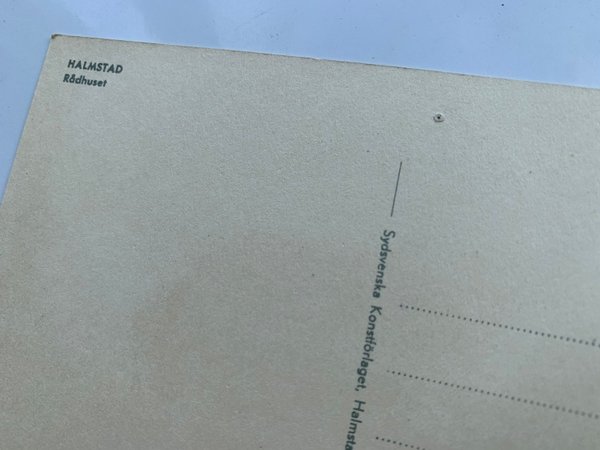 HALMSTAD
Rådhuset
Sydsvenska Konstförlaget, Halmsta